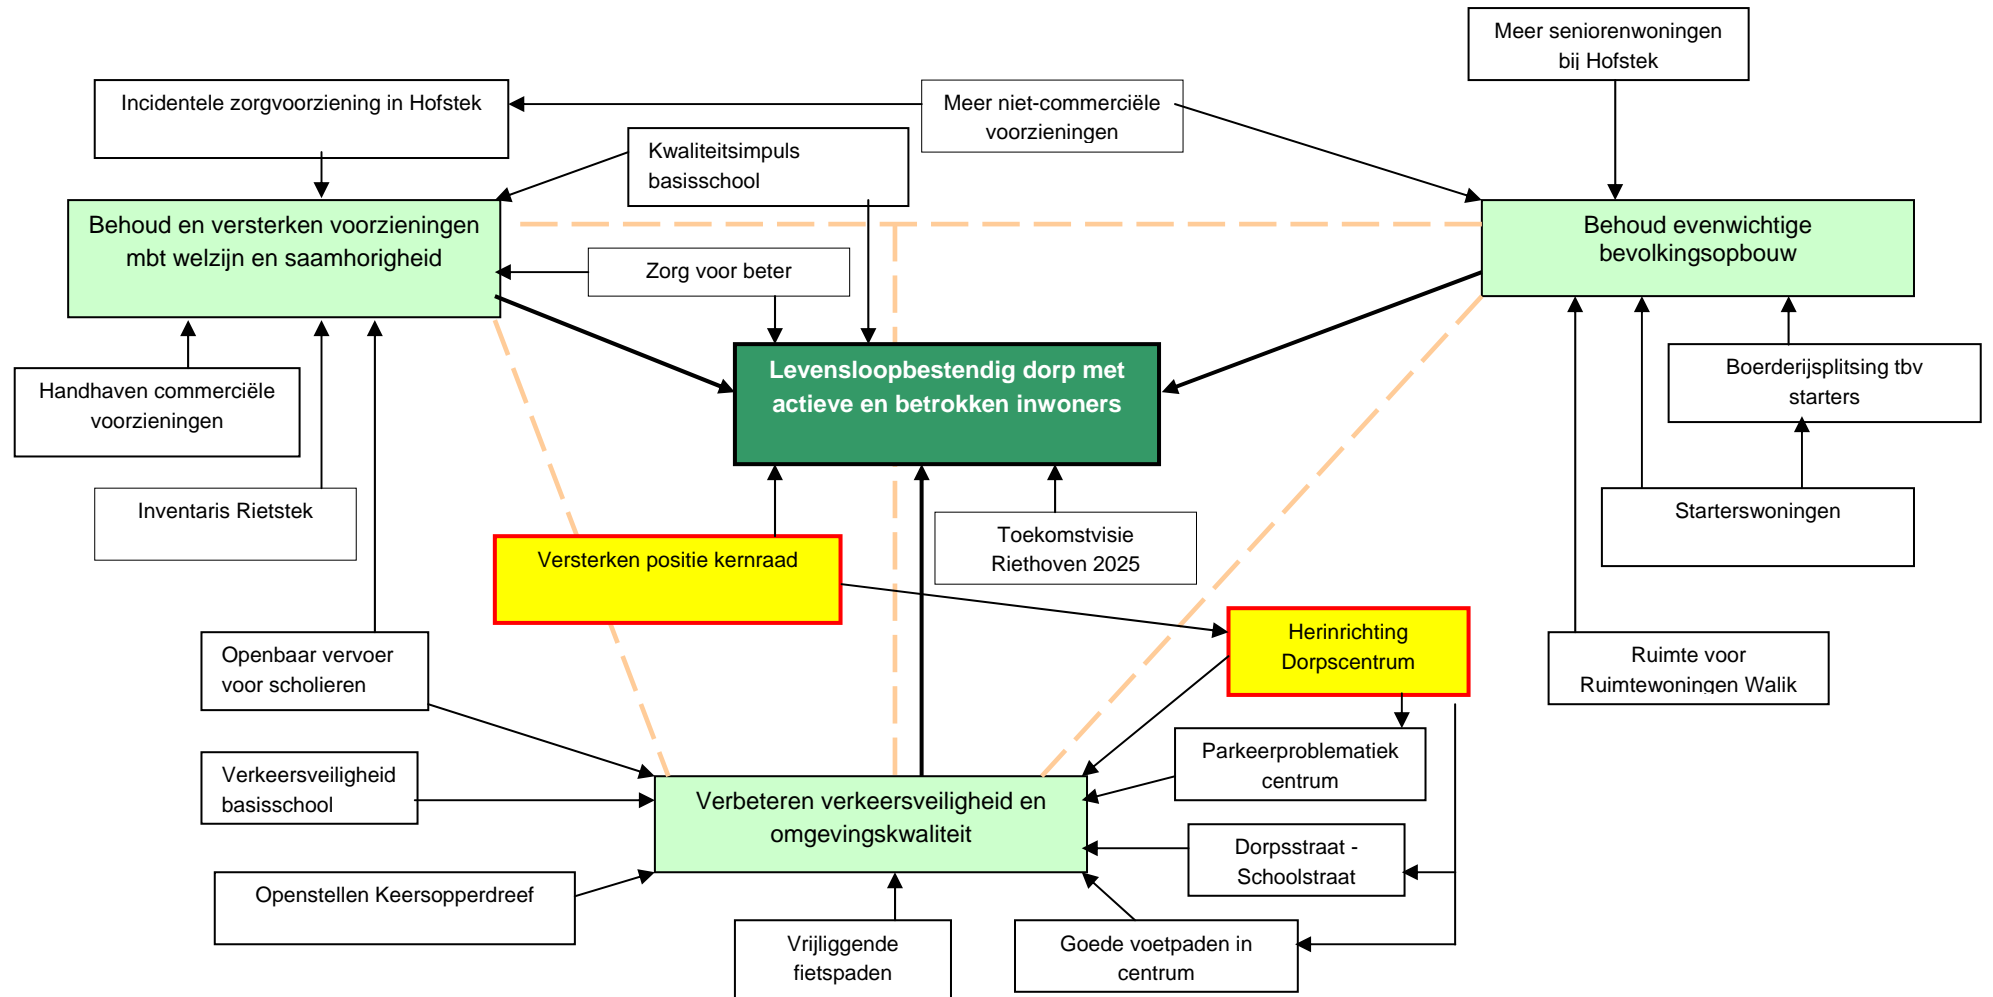 Meer seniorenwoningen
bij Hofstek
Incidentele zorgvoorziening in Hofstek
Meer niet-commerciële
voorzieningen
Kwaliteitsimpuls
basisschool
Behoud en versterken voorzieningen
mbt welzijn en saamhorigheid
Behoud evenwichtige
bevolkingsopbouw
Zorg voor beter
Levensloopbestendig dorp met
actieve en betrokken inwoners
Handhaven commerciële
voorzieningen
Boerderijsplitsing tbv
starters
Inventaris Rietstek
Starterswoningen
Toekomstvisie
Riethoven 2025
Versterken positie kernraad
Herinrichting
Dorpscentrum
Openbaar vervoer
voor scholieren
Ruimte voor
Ruimtewoningen Walik
Parkeerproblematiek
centrum
Verkeersveiligheid
basisschool
Verbeteren verkeersveiligheid en
omgevingskwaliteit
Dorpsstraat -
Schoolstraat
Openstellen Keersopperdreef
Vrijliggende
fietspaden
Goede voetpaden in
centrum